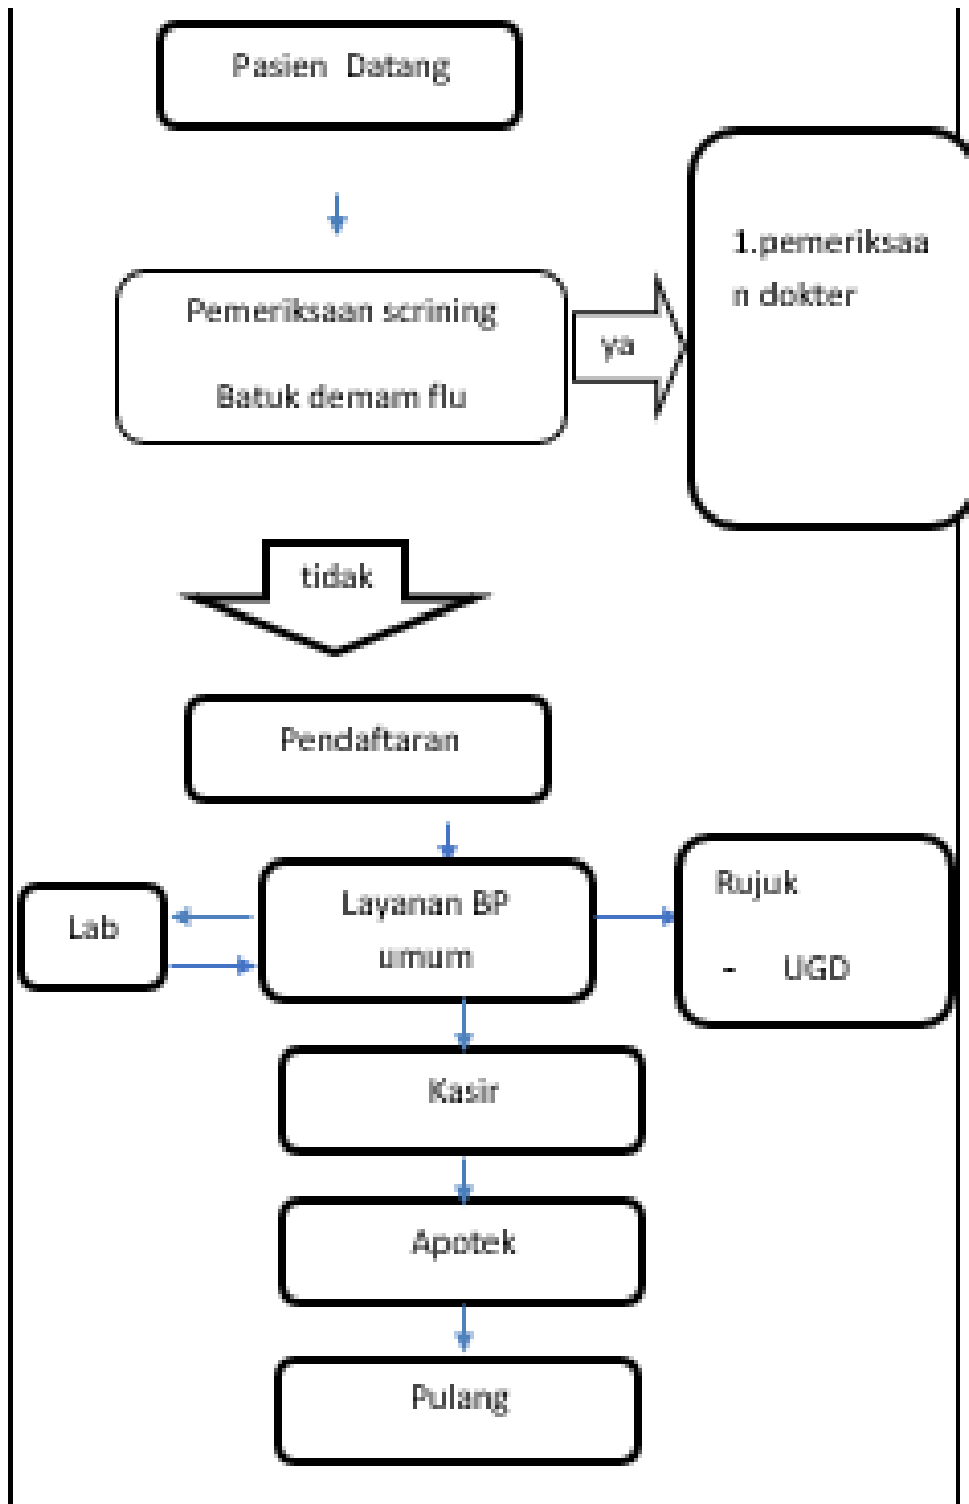 Pasien Datang
Pemeriksaan scrining
Batuk demam flu
ya
1.pemeriksaa
n dokter
tidak
Pendaftaran
Layanan BP
umum
Lab
Rujuk
- UGD
Kasir
Apotek
Pulang